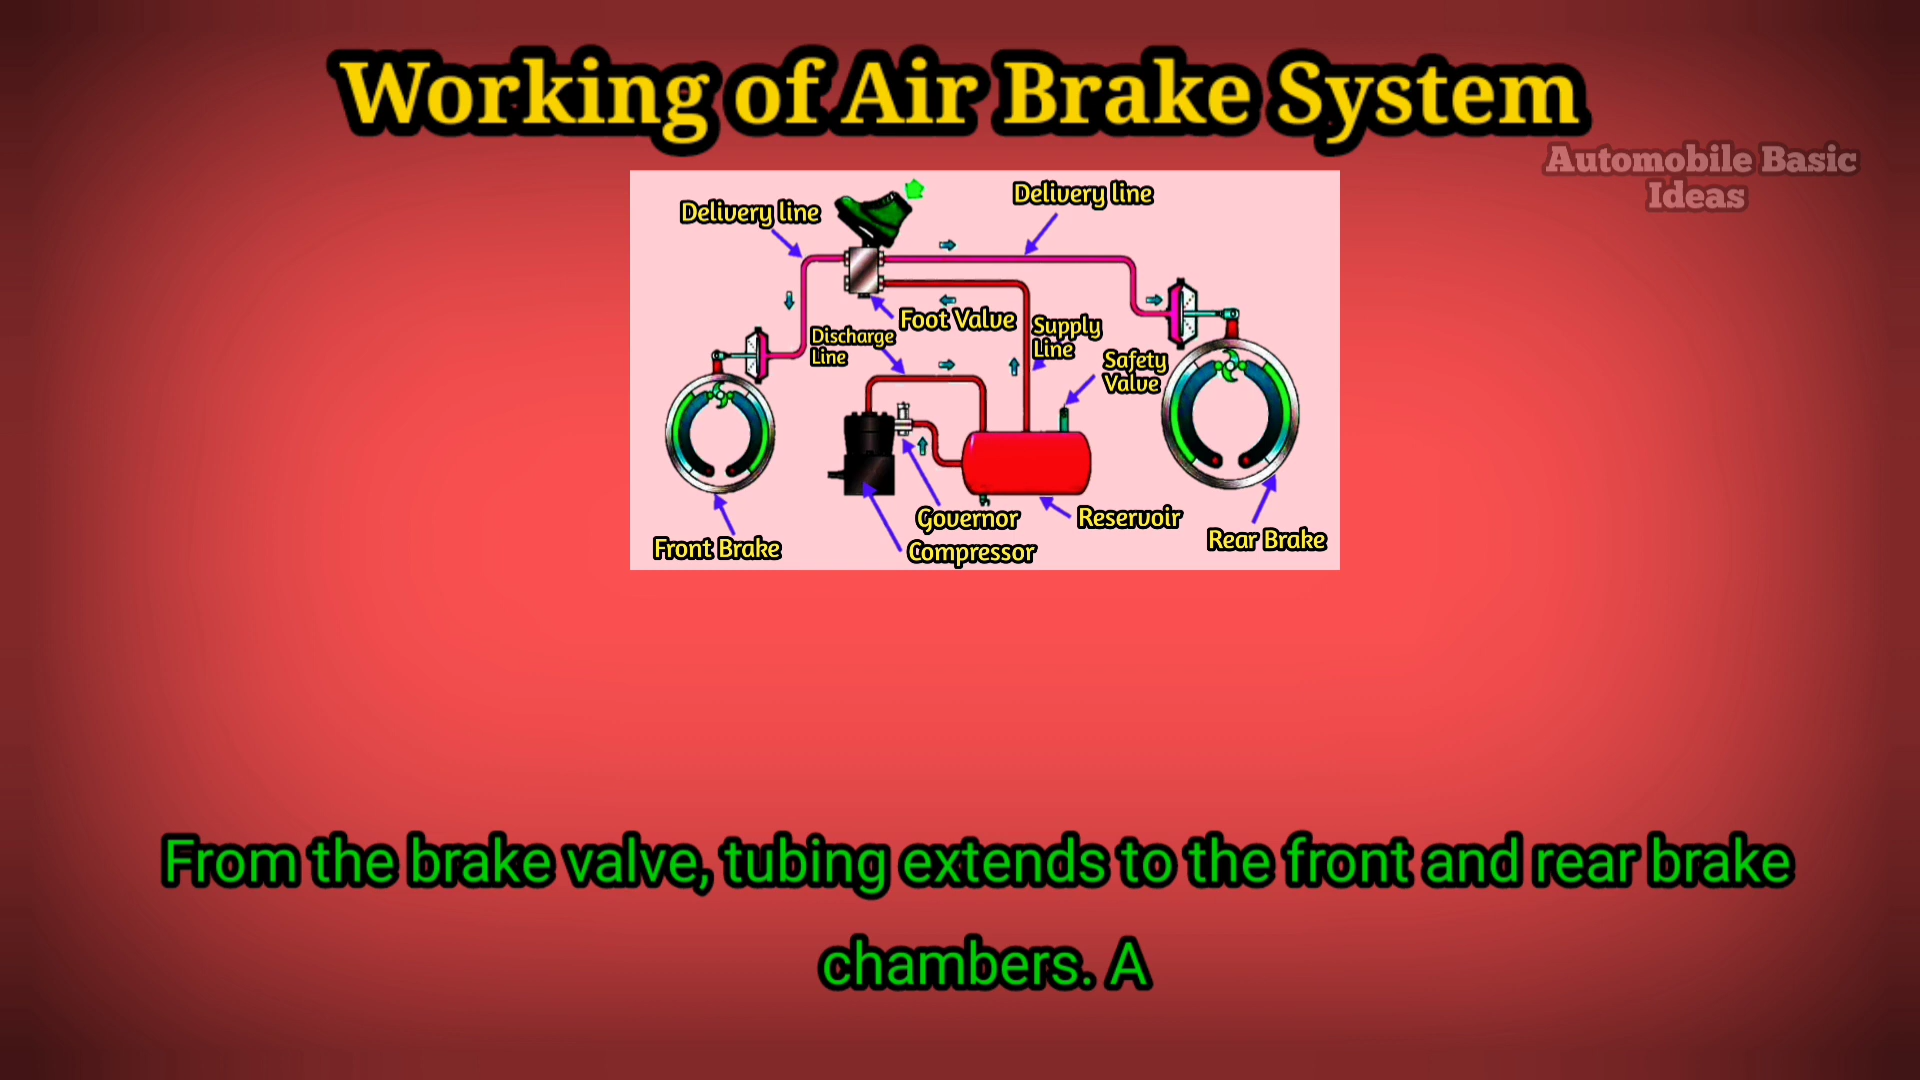 Working of Air Brake System
Automobile Basic
Ideas
Delivery line
Delivery line
Foot Valve
Supply
Line
Discharge
Line
Safety
Valve
Governor
Reservoir
Compressor
Front Brake
Rear Brake
From the brake valve, tubing extends to the front and rear brake
chambers. A